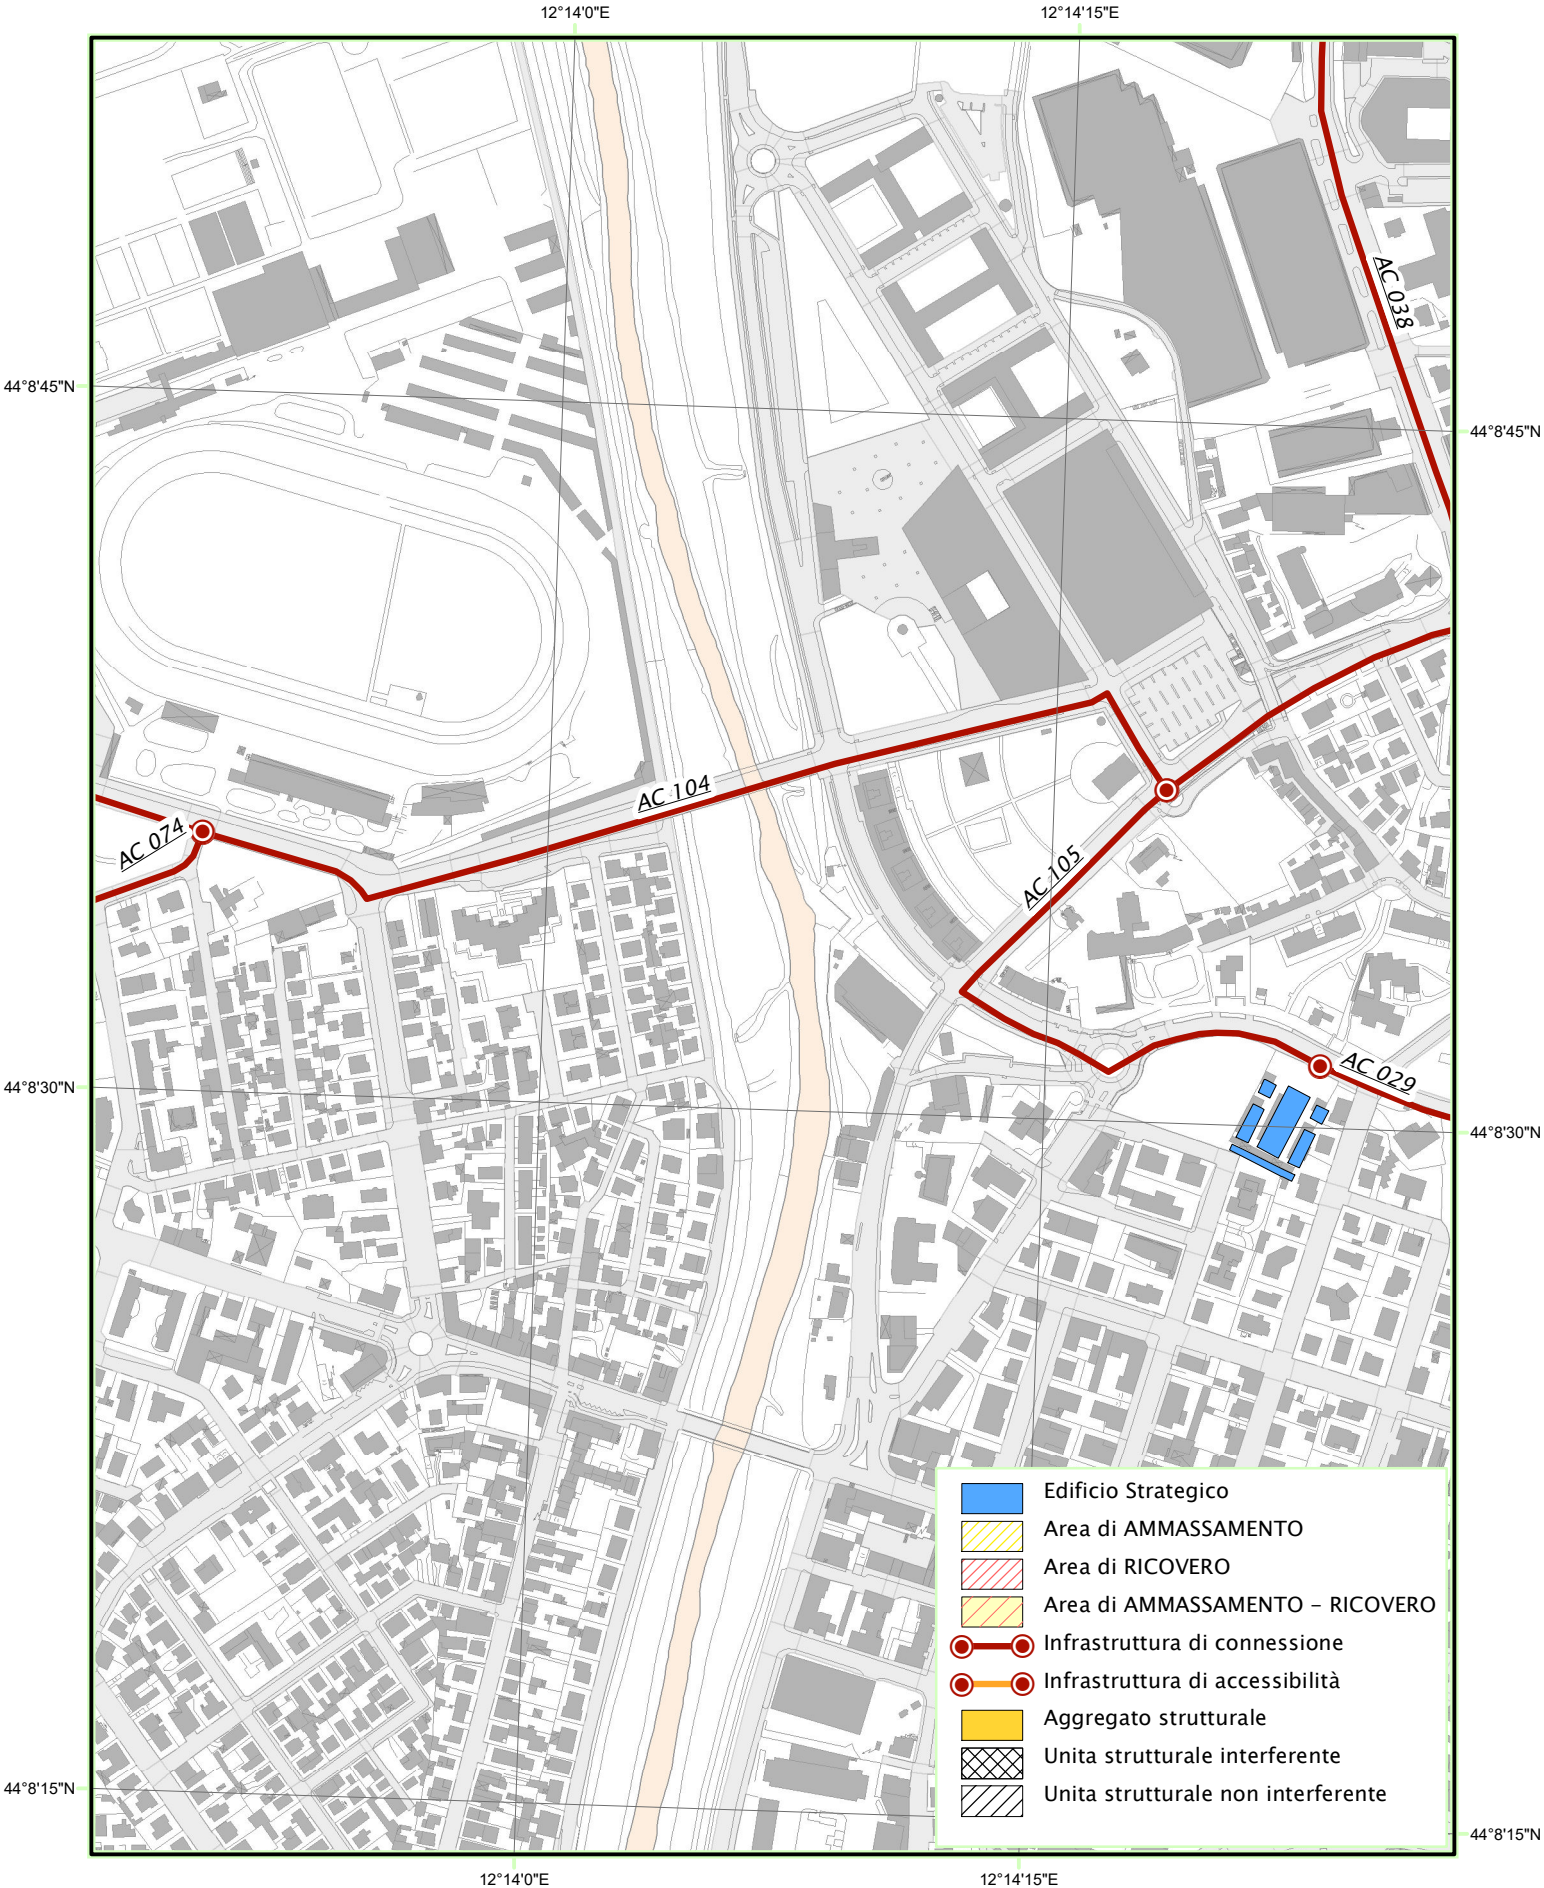 12°14'0"E
12°14'15"E
AC 038
44°8'45"N
44°8'45"N
AC 104
AC 074
AC 105
AC 029
44°8'30"N
44°8'30"N
Edificio Strategico
Area di AMMASSAMENTO
Area di RICOVERO
Area di AMMASSAMENTO - RICOVERO
Infrastruttura di connessione
Infrastruttura di accessibilità
Aggregato strutturale
Unita strutturale interferente
Unita strutturale non interferente
44°8'15"N
44°8'15"N
12°14'0"E
12°14'15"E